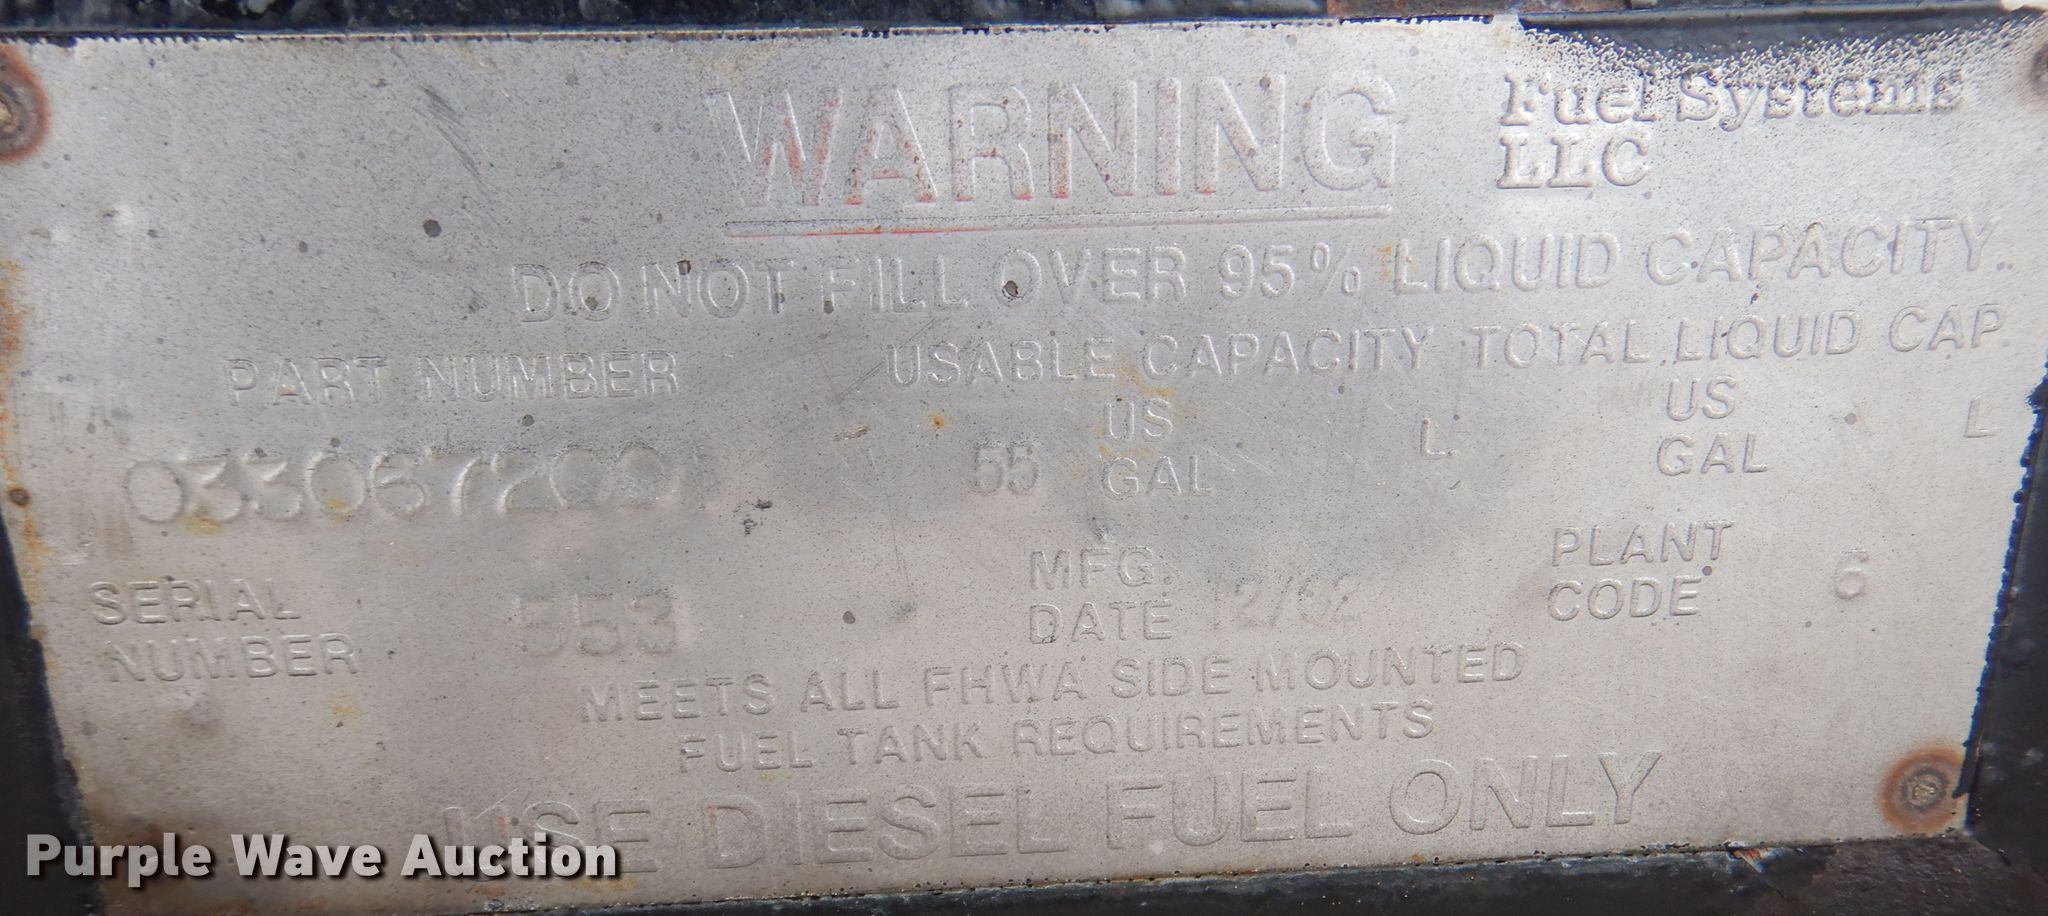 WARNING
Fuel Systems
LLC
DO NOT FILL OVER 95% LIQUID CAPACITY.
PART NUMBER
USABLE CAPACITY TOTAL LIQUID CAP.
55 US GAL L US GAL L
SERIAL NUMBER 553
MFG. DATE
PLANT CODE 6
MEETS ALL FHWA SIDE MOUNTED
FUEL TANK REQUIREMENTS
USE DIESEL FUEL ONLY
Purple Wave Auction